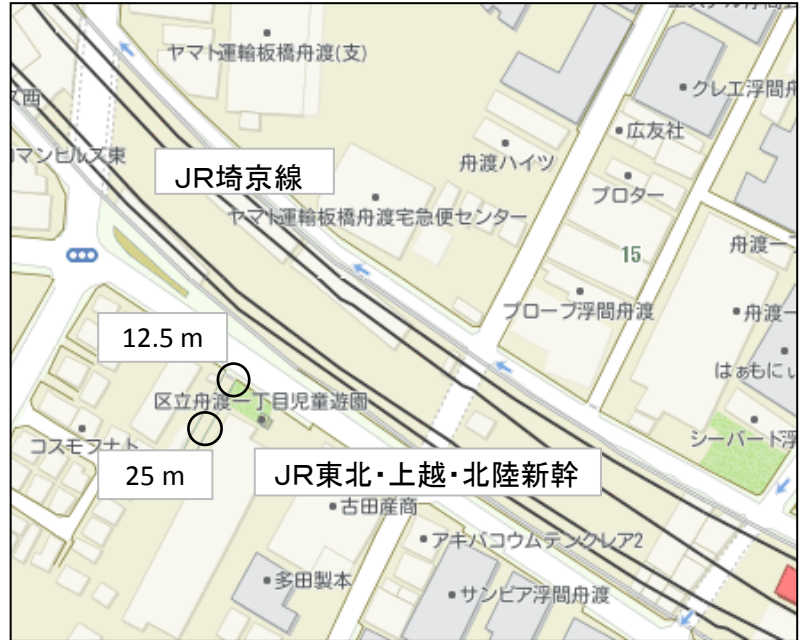 ヤマト運輸板橋舟渡(支)
クレエ浮間舟
広友社
舟渡ハイツ
マンヒルズ東
JR埼京線
プロター
ヤマト運輸板橋舟渡宅急便センター
15
舟渡一
プローブ浮間舟渡
舟渡一
12.5 m
はぁもにぃ
区立舟渡一丁目児童遊園
コスモフナト
シーバート浮
25 m
JR東北・上越・北陸新幹
古田産商
アキバコウムデンクレア2
多田製本
サンピア浮間舟渡